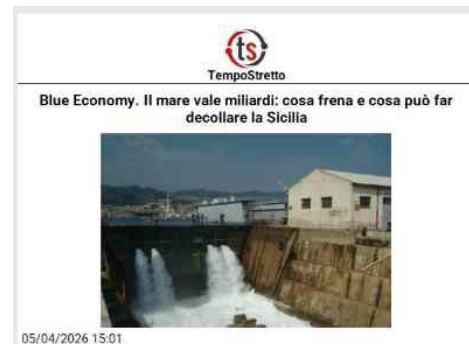 ts
TempoStretto
Blue Economy. Il mare vale miliardi: cosa frena e cosa può far
decollare la Sicilia
05/04/2026 15:01